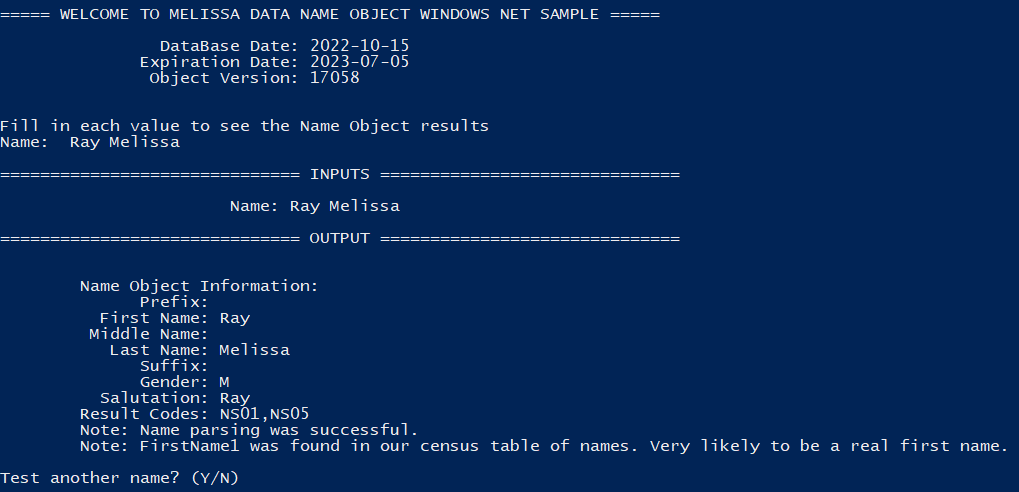 ===== WELCOME TO MELISSA DATA NAME OBJECT WINDOWS NET SAMPLE =====
DataBase Date: 2022-10-15
Expiration Date: 2023-07-05
Object Version: 17058
Fill in each value to see the Name Object results
Name:  Ray Melissa
============================== INPUTS ==============================
Name: Ray Melissa
============================== OUTPUT ==============================
Name Object Information:
Prefix:
First Name: Ray
Middle Name:
Last Name: Melissa
Suffix:
Gender: M
Salutation: Ray
Result Codes: NS01,NS05
Note: Name parsing was successful.
Note: FirstName1 was found in our census table of names. Very likely to be a real first name.
Test another name? (Y/N)